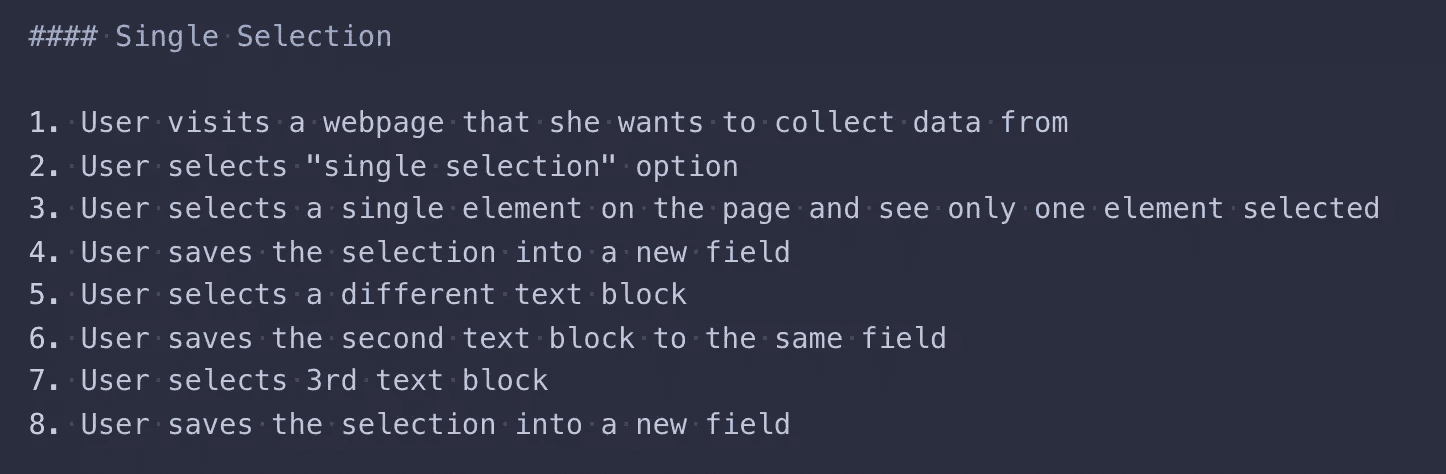 #### Single Selection
1. User visits a webpage that she wants to collect data from
2. User selects "single selection" option
3. User selects a single element on the page and see only one element selected
4. User saves the selection into a new field
5. User selects a different text block
6. User saves the second text block to the same field
7. User selects 3rd text block
8. User saves the selection into a new field